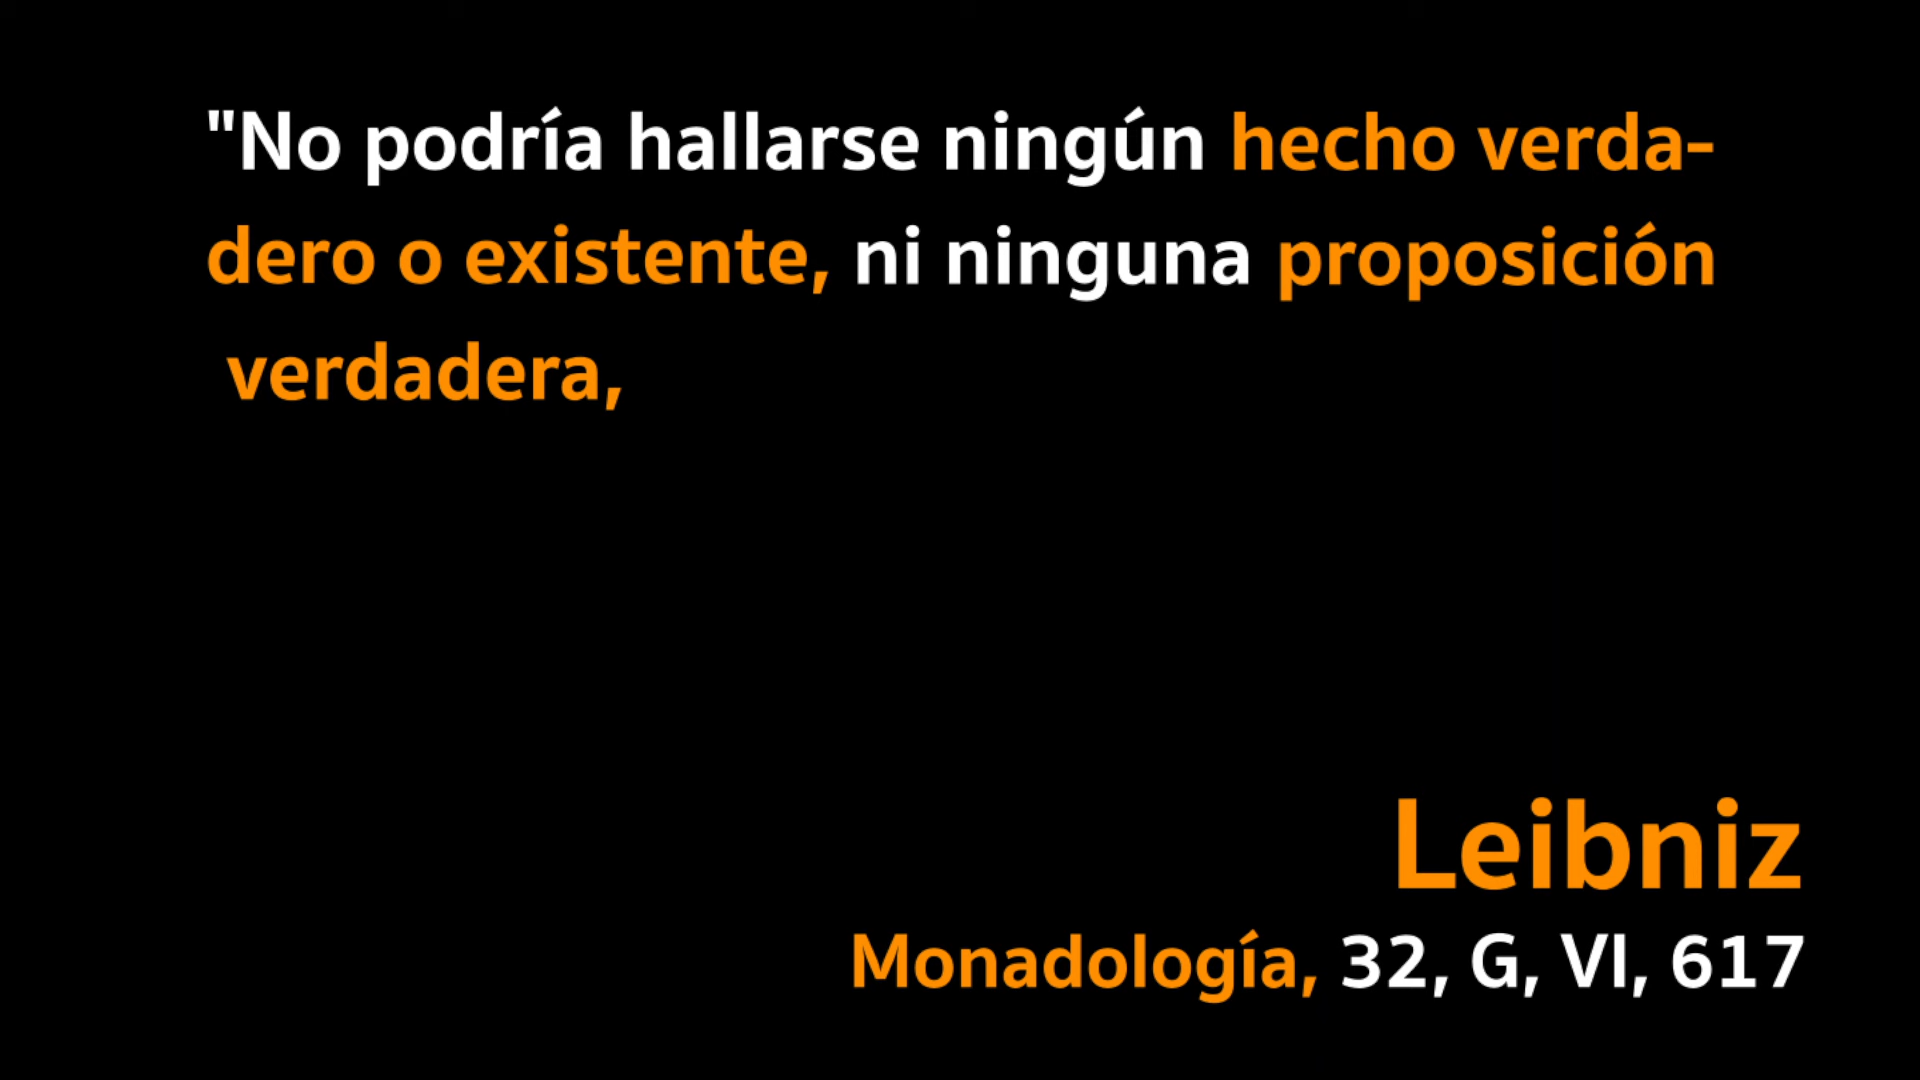 "No podría hallarse ningún hecho verda-
dero o existente, ni ninguna proposición
verdadera,
Leibniz
Monadología, 32, G, VI, 617